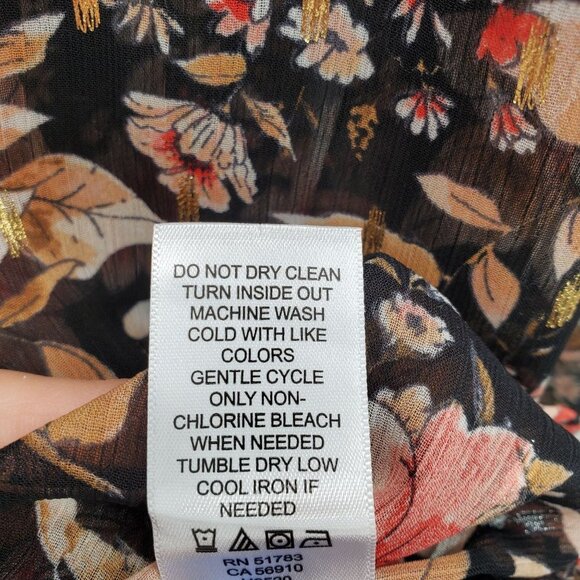 DO NOT DRY CLEAN
TURN INSIDE OUT
MACHINE WASH
COLD WITH LIKE
COLORS
GENTLE CYCLE
ONLY NON-
CHLORINE BLEACH
WHEN NEEDED
TUMBLE DRY LOW
COOL IRON IF
NEEDED
RN 51783
CA 56910